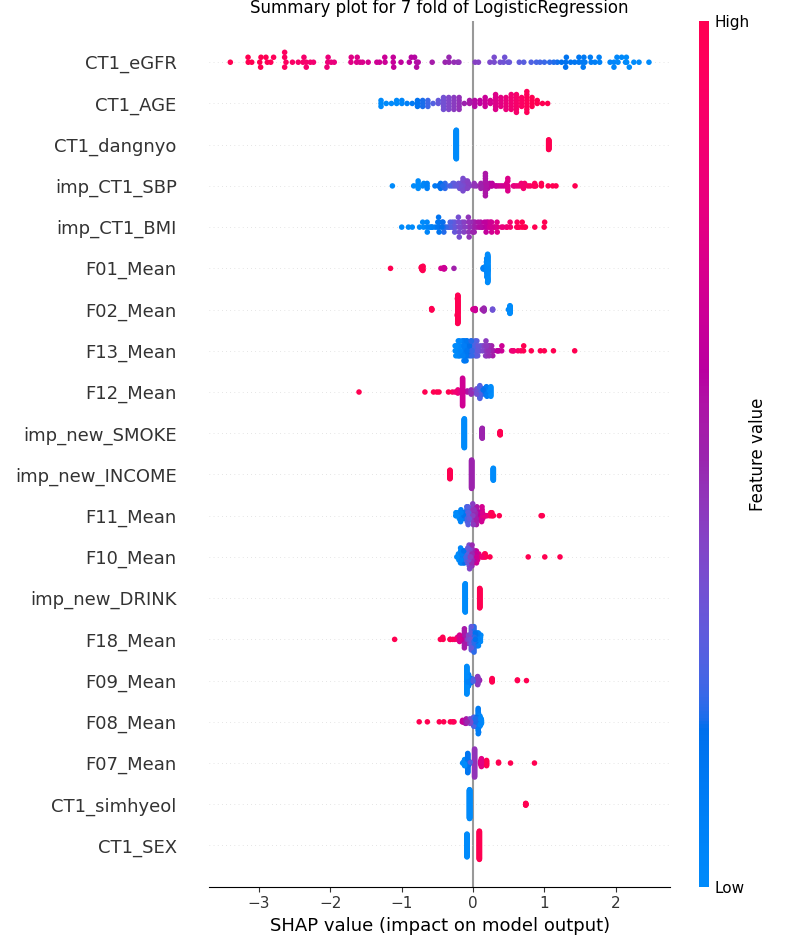 Summary plot for 7 fold of LogisticRegression
High
CT1_eGFR
CT1_AGE
CT1_dangnyo
imp_CT1_SBP
imp_CT1_BMI
F01_Mean
F02_Mean
F13_Mean
F12_Mean
imp_new_SMOKE
imp_new_INCOME
F11_Mean
F10_Mean
imp_new_DRINK
F18_Mean
F09_Mean
F08_Mean
F07_Mean
CT1_simhyeol
CT1_SEX
Feature value
Low
−3 −2 −1 0 1 2
SHAP value (impact on model output)